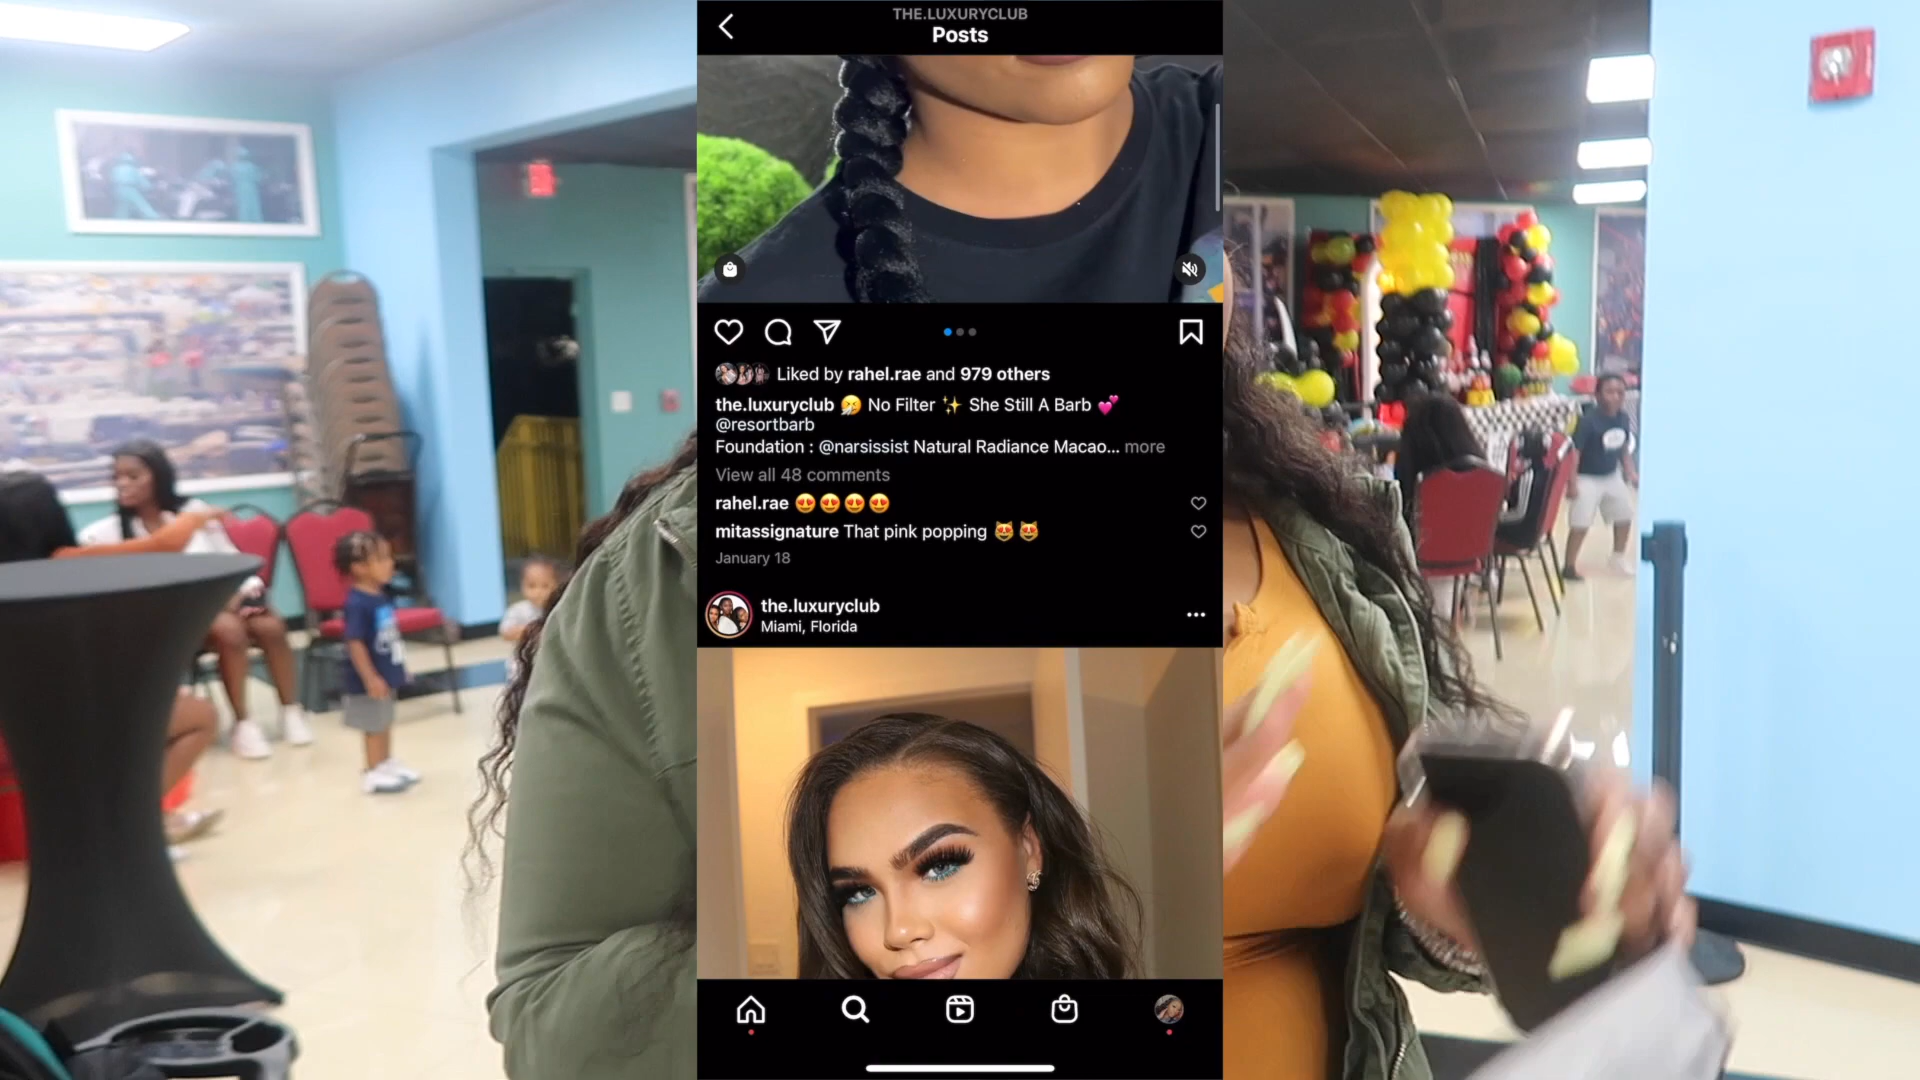 THE.LUXURYCLUB
Posts
Liked by rahel.rae and 979 others
the.luxuryclub 🤧 No Filter ✨ She Still A Barb 💕
@resortbarb
Foundation : @narsissist Natural Radiance Macao... more
View all 48 comments
rahel.rae 😍😍😍😍
mitassignature That pink popping 😻😻
January 18
the.luxuryclub
Miami, Florida